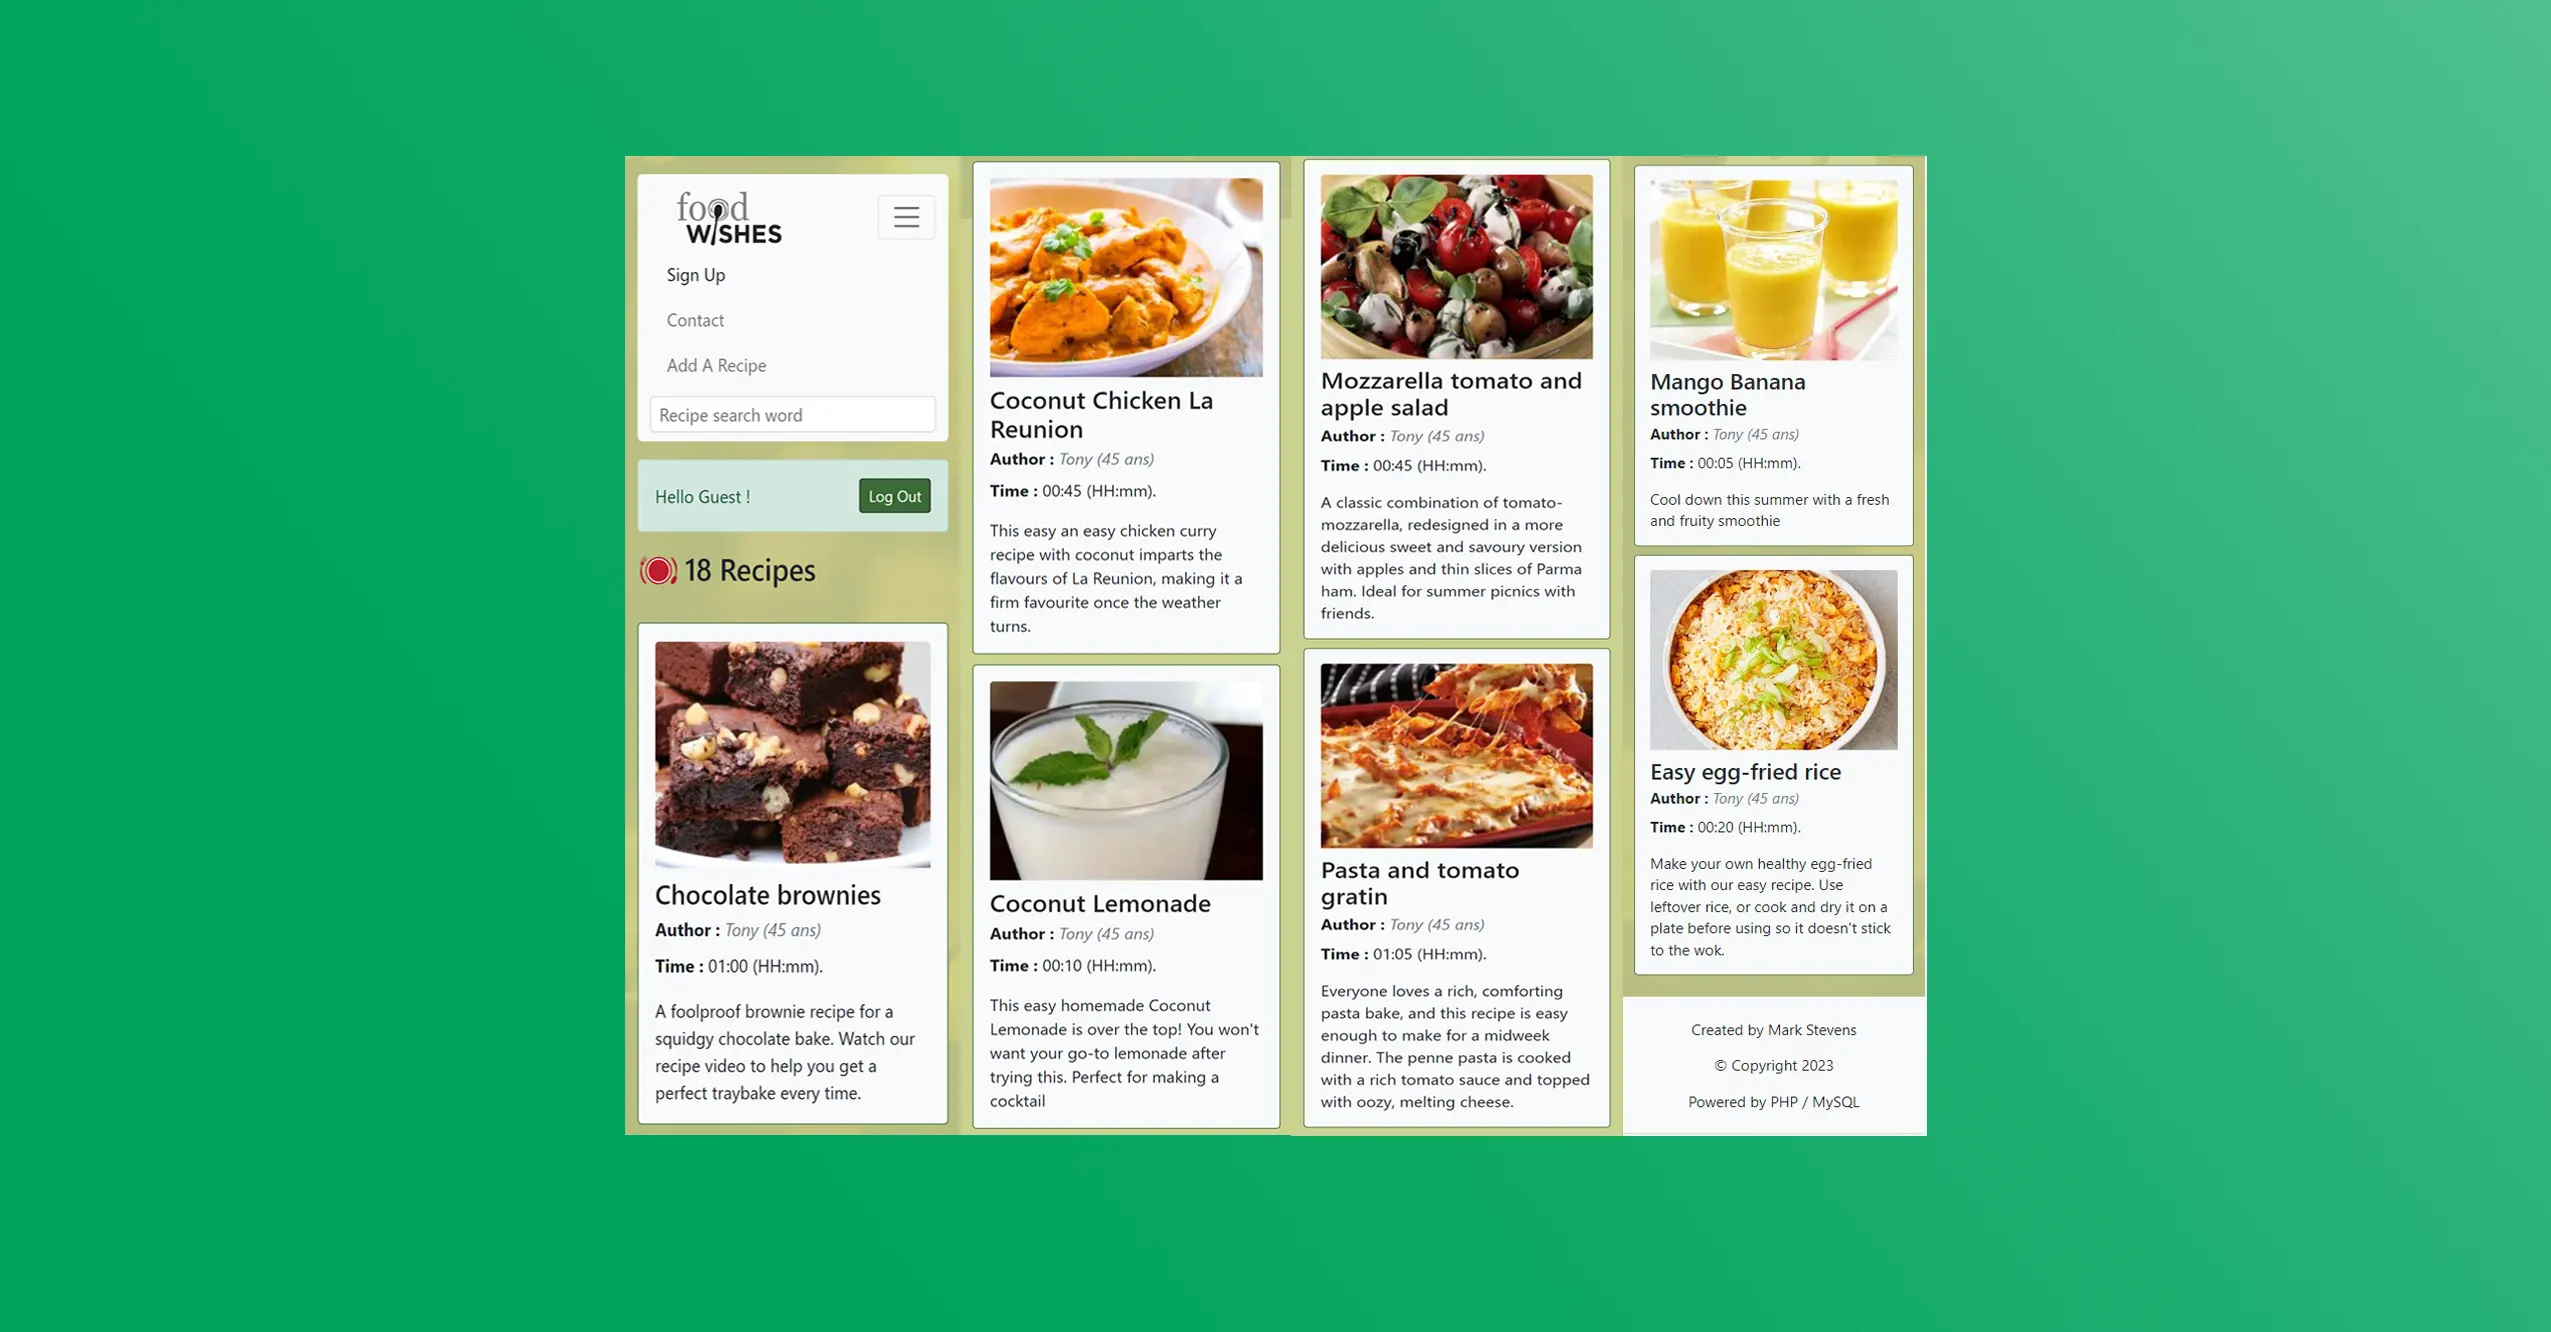 food
WISHES
Sign Up
Contact
Add A Recipe
Recipe search word
Hello Guest !
Log Out
18 Recipes
Chocolate brownies
Author : Tony (45 ans)
Time : 01:00 (HH:mm).
A foolproof brownie recipe for a
squidgy chocolate bake. Watch our
recipe video to help you get a
perfect traybake every time.
Coconut Chicken La
Reunion
Author : Tony (45 ans)
Time : 00:45 (HH:mm).
This easy an easy chicken curry
recipe with coconut imparts the
flavours of La Reunion, making it a
firm favourite once the weather
turns.
Coconut Lemonade
Author : Tony (45 ans)
Time : 00:10 (HH:mm).
This easy homemade Coconut
Lemonade is over the top! You won't
want your go-to lemonade after
trying this. Perfect for making a
cocktail
Mozzarella tomato and
apple salad
Author : Tony (45 ans)
Time : 00:45 (HH:mm).
A classic combination of tomato-
mozzarella, redesigned in a more
delicious sweet and savoury version
with apples and thin slices of Parma
ham. Ideal for summer picnics with
friends.
Pasta and tomato
gratin
Author : Tony (45 ans)
Time : 01:05 (HH:mm).
Everyone loves a rich, comforting
pasta bake, and this recipe is easy
enough to make for a midweek
dinner. The penne pasta is cooked
with a rich tomato sauce and topped
with oozy, melting cheese.
Mango Banana
smoothie
Author : Tony (45 ans)
Time : 00:05 (HH:mm).
Cool down this summer with a fresh
and fruity smoothie
Easy egg-fried rice
Author : Tony (45 ans)
Time : 00:20 (HH:mm).
Make your own healthy egg-fried
rice with our easy recipe. Use
leftover rice, or cook and dry it on a
plate before using so it doesn't stick
to the wok.
Created by Mark Stevens
© Copyright 2023
Powered by PHP / MySQL